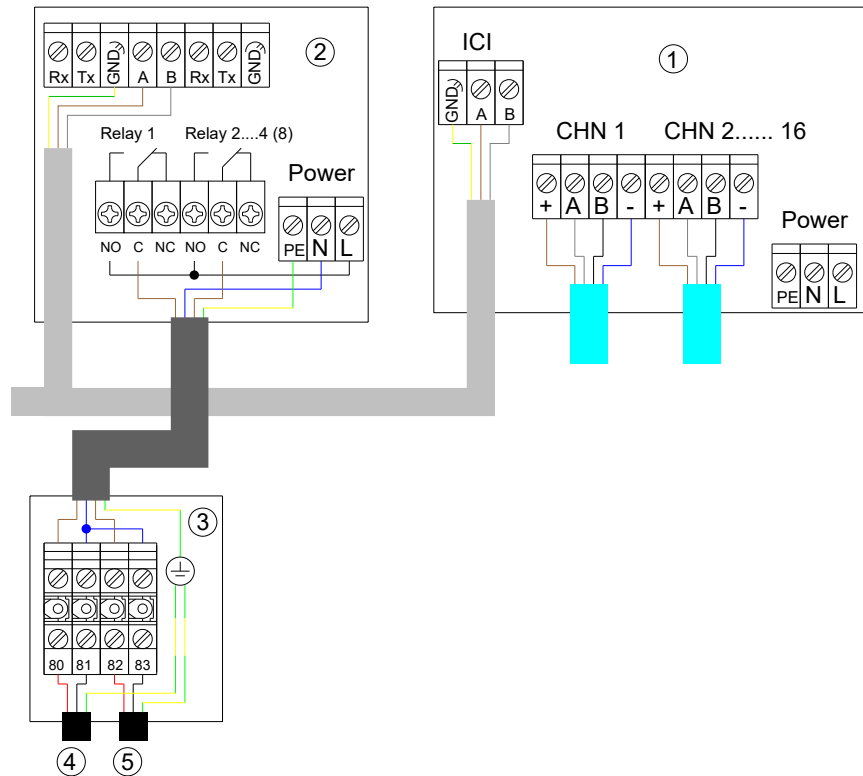 Rx Tx GND A B Rx Tx GND
2
Relay 1 Relay 2....4 (8)
Power
NO C NC NO C NC
PE N L
ICI
1
GND A B
CHN 1 CHN 2...... 16
+ A B - + A B -
Power
PE N L
3
80 81 82 83
4 5